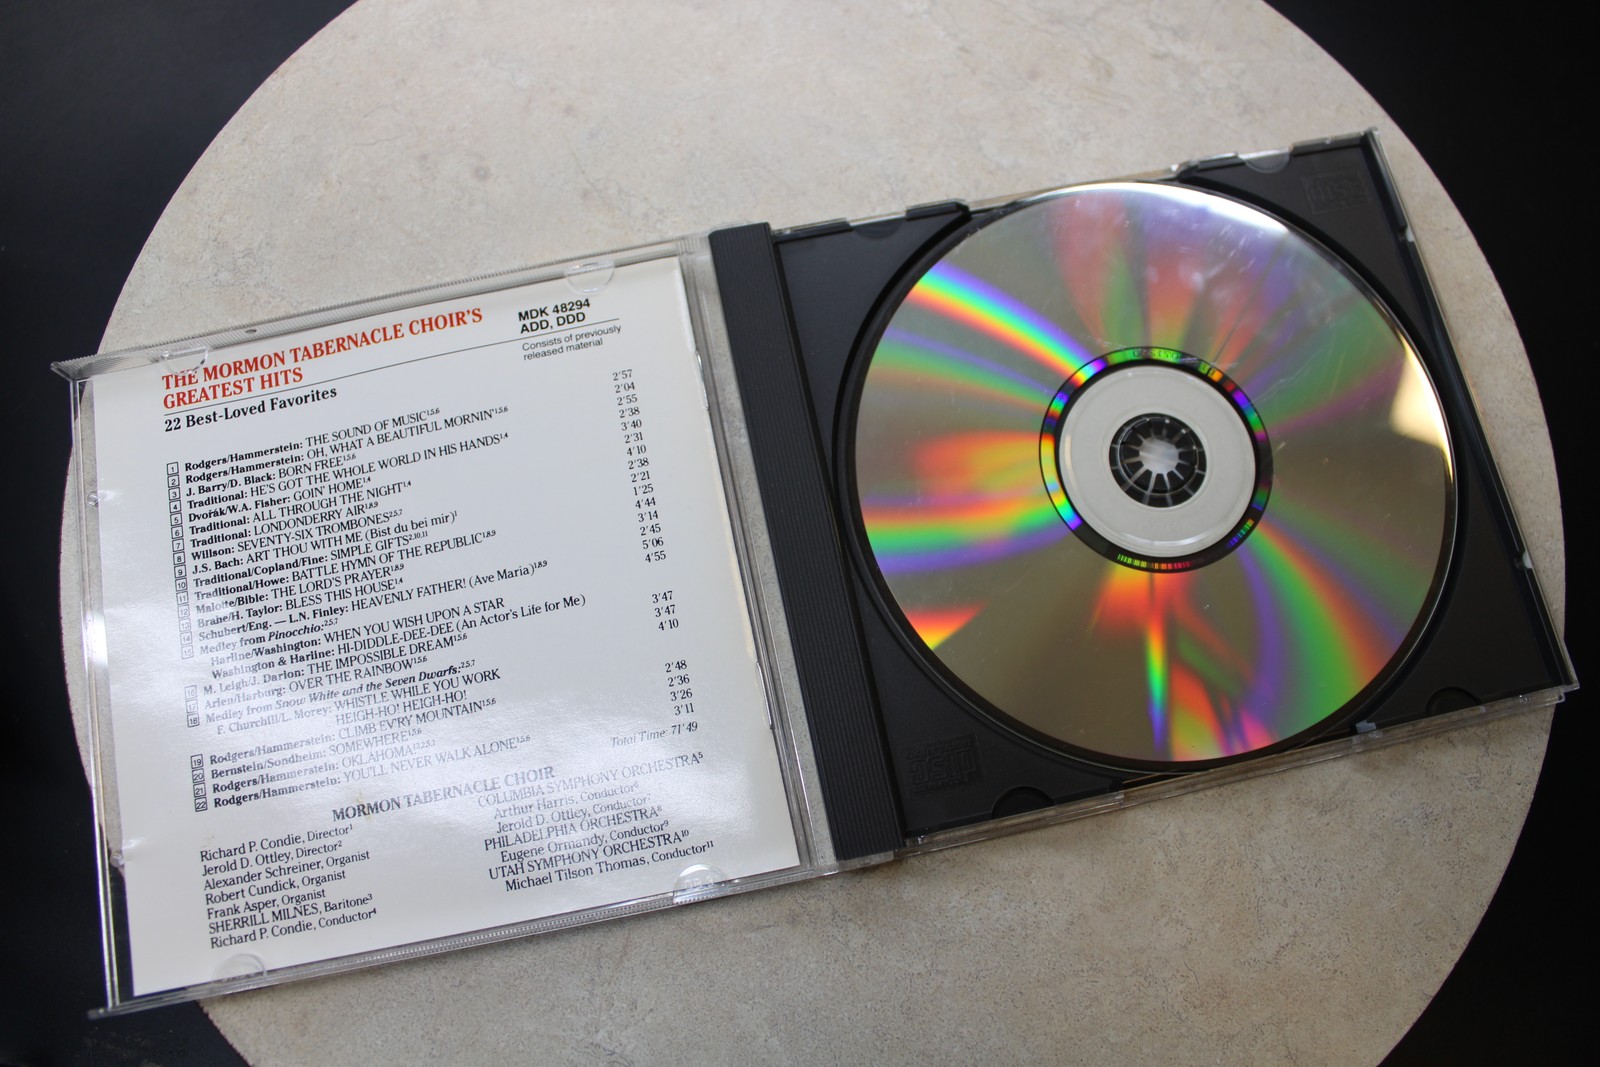 THE MORMON TABERNACLE CHOIR'S
GREATEST HITS
22 Best-Loved Favorites
MDK 48294
ADD, DDD
Consists of previously
released material
1 Rodgers/Hammerstein: THE SOUND OF MUSIC1,5,6 2'57
2 Rodgers/Hammerstein: OH, WHAT A BEAUTIFUL MORNIN'1,5,6 2'04
3 J. Barry/D. Black: BORN FREE1,5,6 2'55
4 Traditional: HE'S GOT THE WHOLE WORLD IN HIS HANDS1,4 2'38
5 Dvořák/W.A. Fisher: GOIN' HOME1,4 3'40
6 Traditional: ALL THROUGH THE NIGHT1,4 2'31
7 Traditional: LONDONDERRY AIR1,8,9 4'10
8 Willson: SEVENTY-SIX TROMBONES2,5,7 2'38
9 J.S. Bach: ART THOU WITH ME (Bist du bei mir)1 2'21
10 Traditional/Copland/Fine: SIMPLE GIFTS2,10,11 1'25
11 Traditional/Howe: BATTLE HYMN OF THE REPUBLIC1,8,9 4'44
12 Malotte/Bible: THE LORD'S PRAYER1,8,9 3'14
13 Brahe/H. Taylor: BLESS THIS HOUSE1,4 2'45
14 Schubert/Eng. — L.N. Finley: HEAVENLY FATHER! (Ave Maria)1,8,9 5'06
15 Medley from Pinocchio:2,5,7 4'55
Harline/Washington: WHEN YOU WISH UPON A STAR
Washington & Harline: HI-DIDDLE-DEE-DEE (An Actor's Life for Me)
16 M. Leigh/J. Darion: THE IMPOSSIBLE DREAM1,5,6 3'47
17 Arlen/Harburg: OVER THE RAINBOW1,5,6 3'47
18 Medley from Snow White and the Seven Dwarfs:2,5,7 4'10
F. Churchill/L. Morey: WHISTLE WHILE YOU WORK
HEIGH-HO! HEIGH-HO!
19 Rodgers/Hammerstein: CLIMB EV'RY MOUNTAIN1,5,6 2'48
20 Bernstein/Sondheim: SOMEWHERE1,5,6 2'36
21 Rodgers/Hammerstein: OKLAHOMA 3'26
22 Rodgers/Hammerstein: YOU'LL NEVER WALK ALONE1,5,6 3'11
Total Time: 71'49
MORMON TABERNACLE CHOIR
Richard P. Condie, Director1
Jerold D. Ottley, Director2
Alexander Schreiner, Organist
Robert Cundick, Organist
Frank Asper, Organist
SHERRILL MILNES, Baritone3
Richard P. Condie, Conductor4
COLUMBIA SYMPHONY ORCHESTRA5
Arthur Harris, Conductor6
Jerold D. Ottley, Conductor7
PHILADELPHIA ORCHESTRA8
Eugene Ormandy, Conductor9
UTAH SYMPHONY ORCHESTRA10
Michael Tilson Thomas, Conductor11